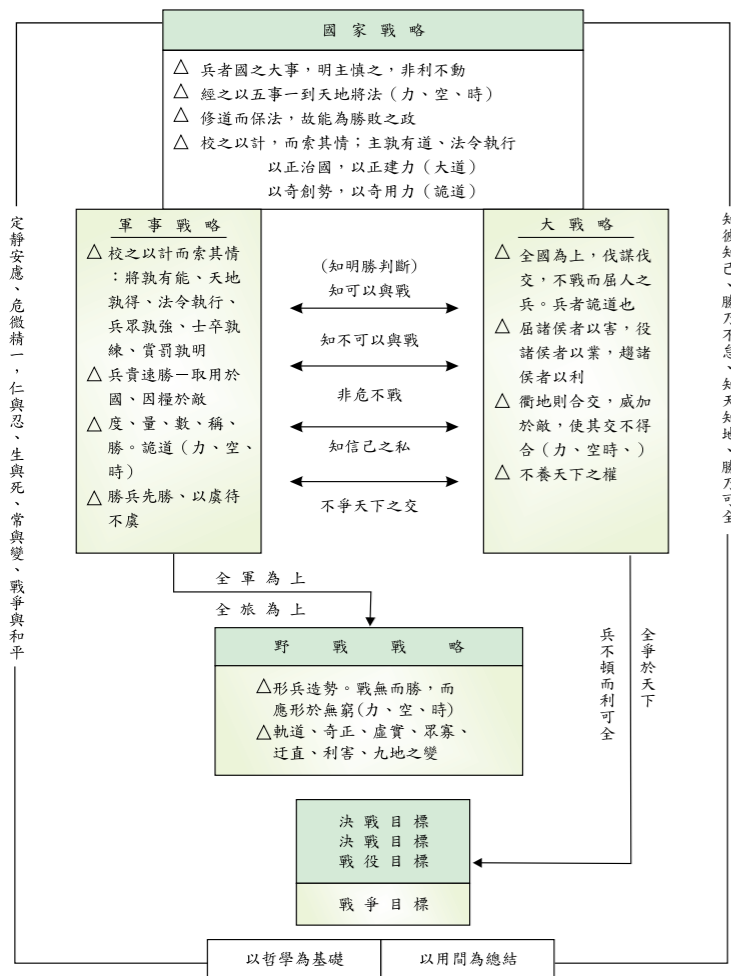 國家戰略
△ 兵者國之大事，明主慎之，非利不動
△ 經之以五事一到天地將法（力、空、時）
△ 修道而保法，故能為勝敗之政
△ 校之以計，而索其情；主孰有道、法令執行
以正治國，以正建力（大道）
以奇創勢，以奇用力（詭道）
定靜安慮、危微精一，仁與忍、生與死、常與變、戰爭與和平
軍事戰略
△ 校之以計而索其情
：將孰有能、天地
孰得、法令執行、
兵眾孰強、士卒孰
練、賞罰孰明
△ 兵貴速勝－取用於
國、因糧於敵
△ 度、量、數、稱、
勝。詭道（力、空、
時）
△ 勝兵先勝、以虞待
不虞
(知明勝判斷)
知可以與戰
知不可以與戰
非危不戰
知信己之私
不爭天下之交
大戰略
△ 全國為上，伐謀伐
交，不戰而屈人之
兵。兵者詭道也
△ 屈諸侯者以害，役
諸侯者以業，趨諸
侯者以利
△ 衢地則合交，威加
於敵，使其交不得
合（力、空時、）
△ 不養天下之權
知彼知己、勝乃不怠、知天知地、勝乃可全
全軍為上
全旅為上
野戰戰略
△形兵造勢。戰無而勝，而
應形於無窮(力、空、時)
△軌道、奇正、虛實、眾寡、
迂直、利害、九地之變
全爭於天下
兵不頓而利可全
決戰目標
決戰目標
戰役目標
戰爭目標
以哲學為基礎
以用間為總結